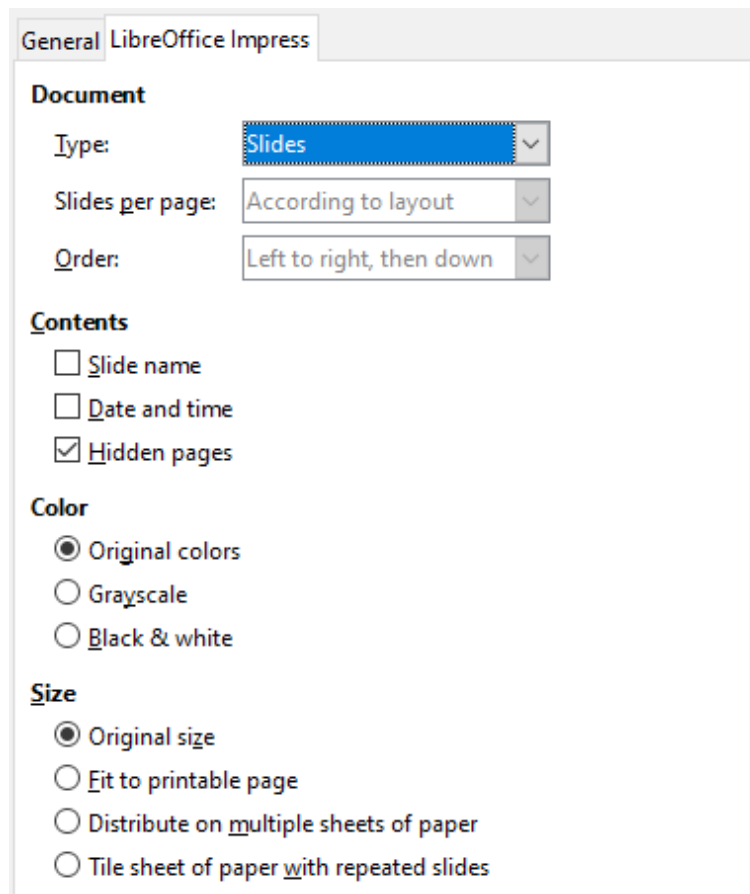 General LibreOffice Impress
Document
Type: Slides
Slides per page: According to layout
Order: Left to right, then down
Contents
Slide name
Date and time
Hidden pages
Color
Original colors
Grayscale
Black & white
Size
Original size
Fit to printable page
Distribute on multiple sheets of paper
Tile sheet of paper with repeated slides